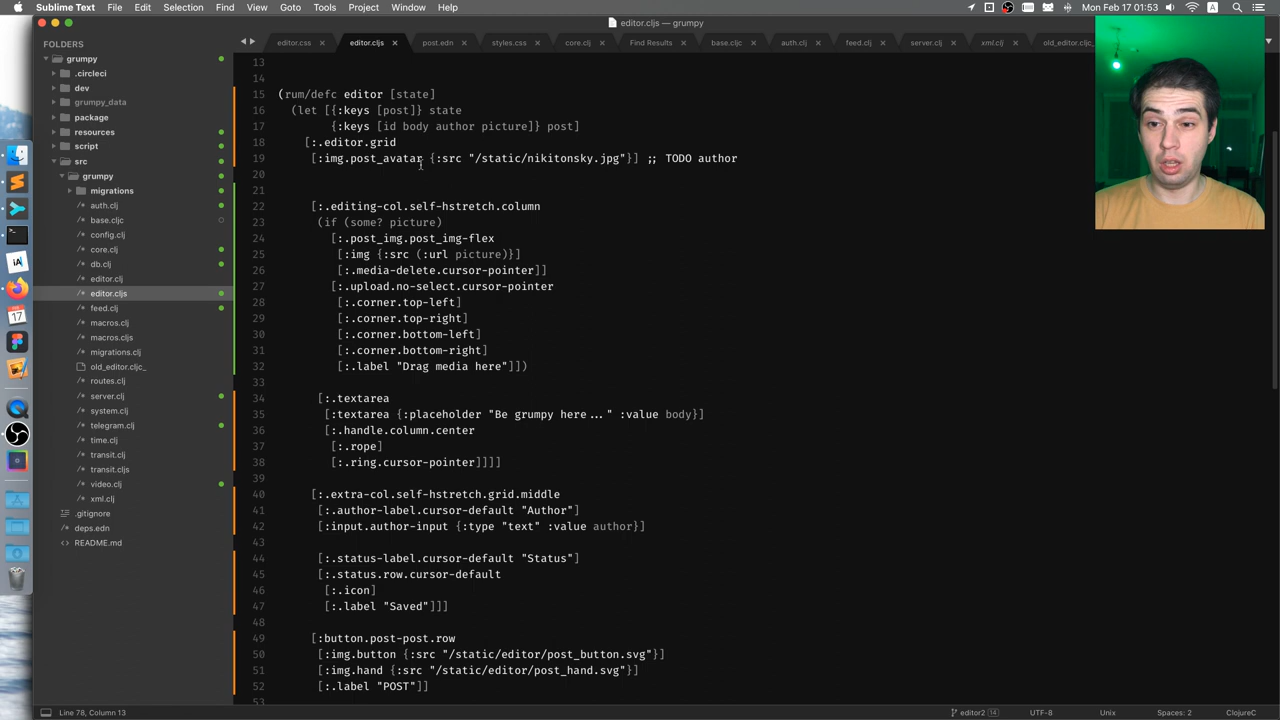 Sublime Text File Edit Selection Find View Goto Tools Project Window Help
A Mon Feb 17 01:53
editor.cljs — grumpy
FOLDERS
grumpy
.circleci
dev
grumpy_data
package
resources
script
src
grumpy
migrations
auth.clj
base.cljc
config.clj
core.clj
db.clj
editor.clj
editor.cljs
feed.clj
macros.clj
macros.cljs
migrations.clj
old_editor.cljc_
routes.clj
server.clj
system.clj
telegram.clj
time.clj
transit.clj
transit.cljs
video.clj
xml.clj
.gitignore
deps.edn
README.md
editor.css editor.cljs post.edn styles.css core.clj Find Results base.cljc auth.clj feed.clj server.clj xml.clj old_editor.cljc_
13
14
15 (rum/defc editor [state]
16 (let [{:keys [post]} state
17 {:keys [id body author picture]} post]
18 [:.editor.grid
19 [:img.post_avatar {:src "/static/nikitonsky.jpg"}] ;; TODO author
20
21
22 [:.editing-col.self-hstretch.column
23 (if (some? picture)
24 [:.post_img.post_img-flex
25 [:img {:src (:url picture)}]
26 [:.media-delete.cursor-pointer]]
27 [:.upload.no-select.cursor-pointer
28 [:.corner.top-left]
29 [:.corner.top-right]
30 [:.corner.bottom-left]
31 [:.corner.bottom-right]
32 [:.label "Drag media here"]])
33
34 [:.textarea
35 [:textarea {:placeholder "Be grumpy here..." :value body}]
36 [:.handle.column.center
37 [:.rope]
38 [:.ring.cursor-pointer]]]]
39
40 [:.extra-col.self-hstretch.grid.middle
41 [:.author-label.cursor-default "Author"]
42 [:input.author-input {:type "text" :value author}]
43
44 [:.status-label.cursor-default "Status"]
45 [:.status.row.cursor-default
46 [:.icon]
47 [:.label "Saved"]]]
48
49 [:button.post-post.row
50 [:img.button {:src "/static/editor/post_button.svg"}]
51 [:img.hand {:src "/static/editor/post_hand.svg"}]
52 [:.label "POST"]]
53
iA
17
Line 78, Column 13
editor2 14 UTF-8 Unix Spaces: 2 ClojureC